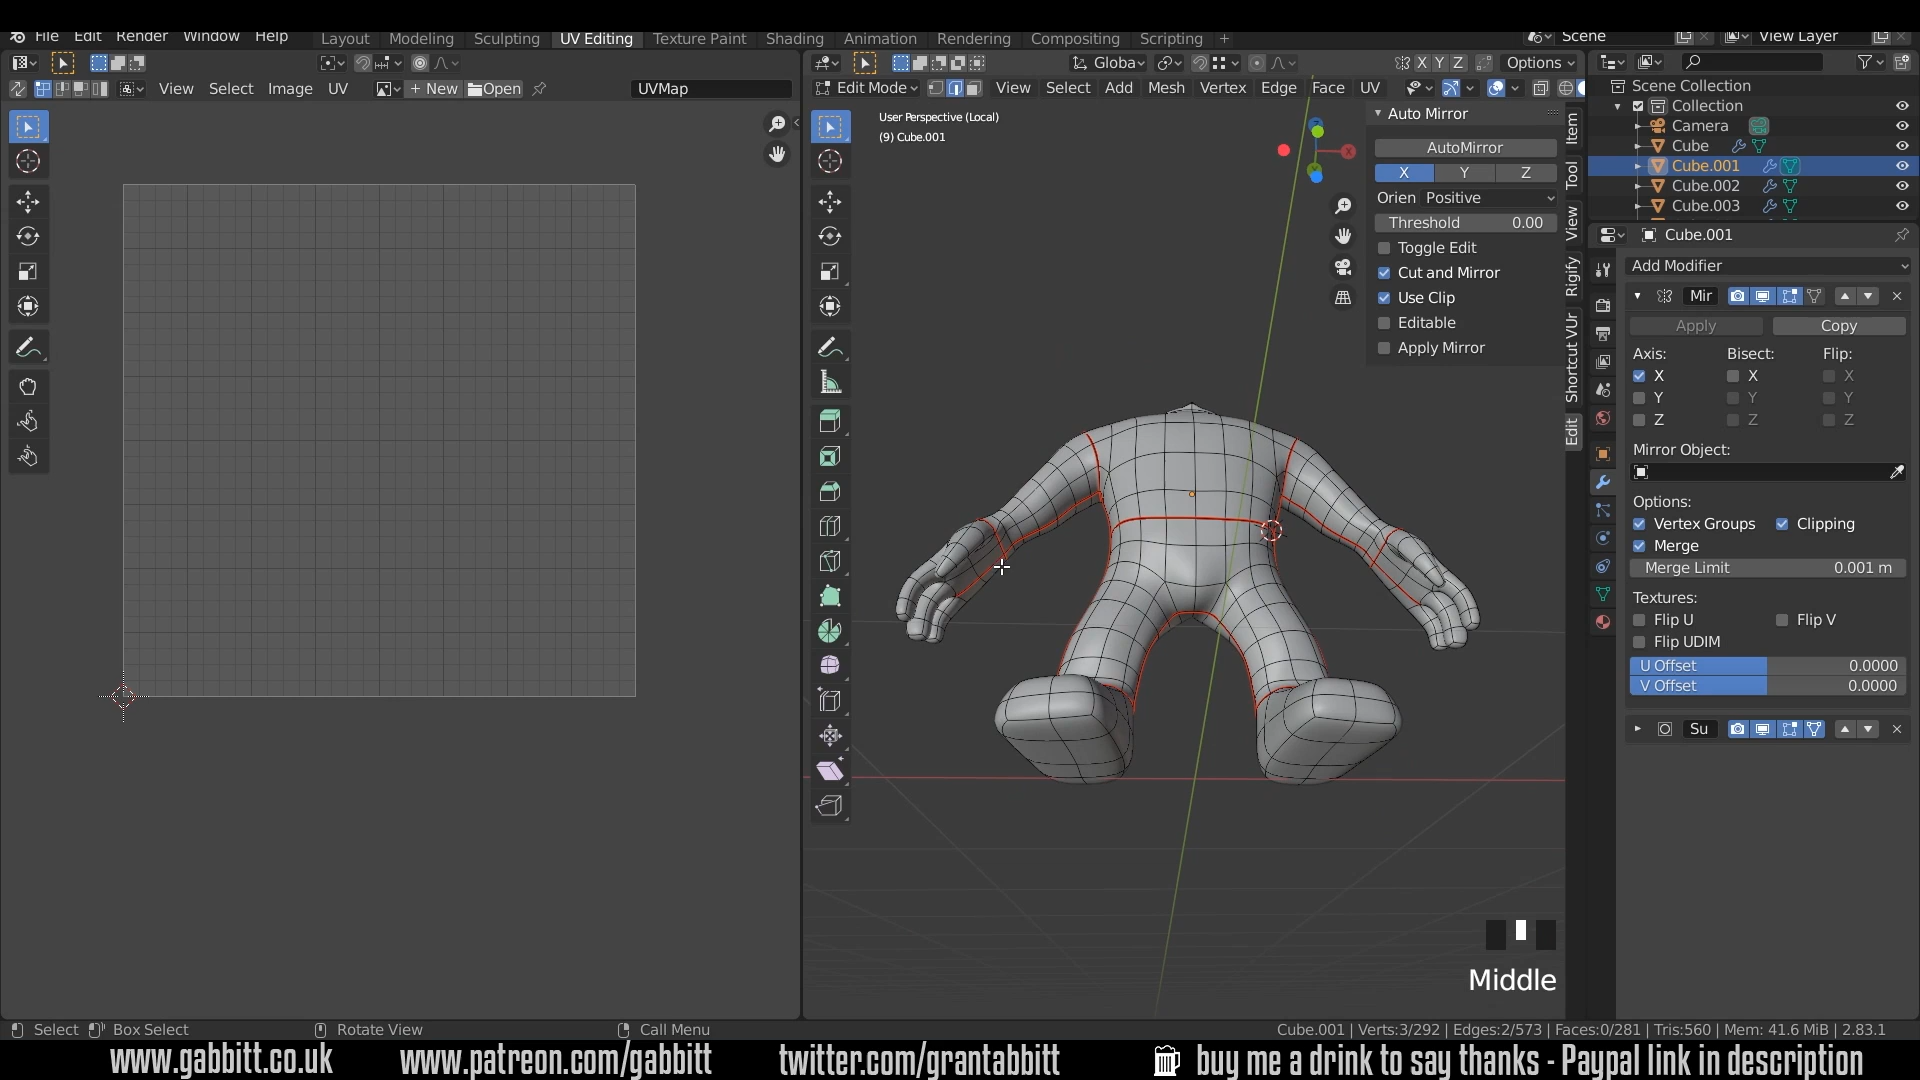 File Edit Render Window Help Layout Modeling Sculpting UV Editing Texture Paint Shading Animation Rendering Compositing Scripting + Scene View Layer
Globa X Y Z Options
View Select Image UV + New Open UVMap
Edit Mode View Select Add Mesh Vertex Edge Face UV
User Perspective (Local)
(9) Cube.001
Auto Mirror
AutoMirror
X Y Z
Orien Positive
Threshold 0.00
Toggle Edit
Cut and Mirror
Use Clip
Editable
Apply Mirror
Item
Tool
View
Rigify
Shortcut VUr
Edit
Scene Collection
Collection
Camera
Cube
Cube.001
Cube.002
Cube.003
Cube.001
Add Modifier
Mir
Apply Copy
Axis: Bisect: Flip:
X X X
Y Y Y
Z Z Z
Mirror Object:
Options:
Vertex Groups Clipping
Merge
Merge Limit 0.001 m
Textures:
Flip U Flip V
Flip UDIM
U Offset 0.0000
V Offset 0.0000
Su
Middle
Select Box Select Rotate View Call Menu Cube.001 | Verts:3/292 | Edges:2/573 | Faces:0/281 | Tris:560 | Mem: 41.6 MiB | 2.83.1
www.gabbitt.co.uk www.patreon.com/gabbitt twitter.com/grantabbitt buy me a drink to say thanks - Paypal link in description